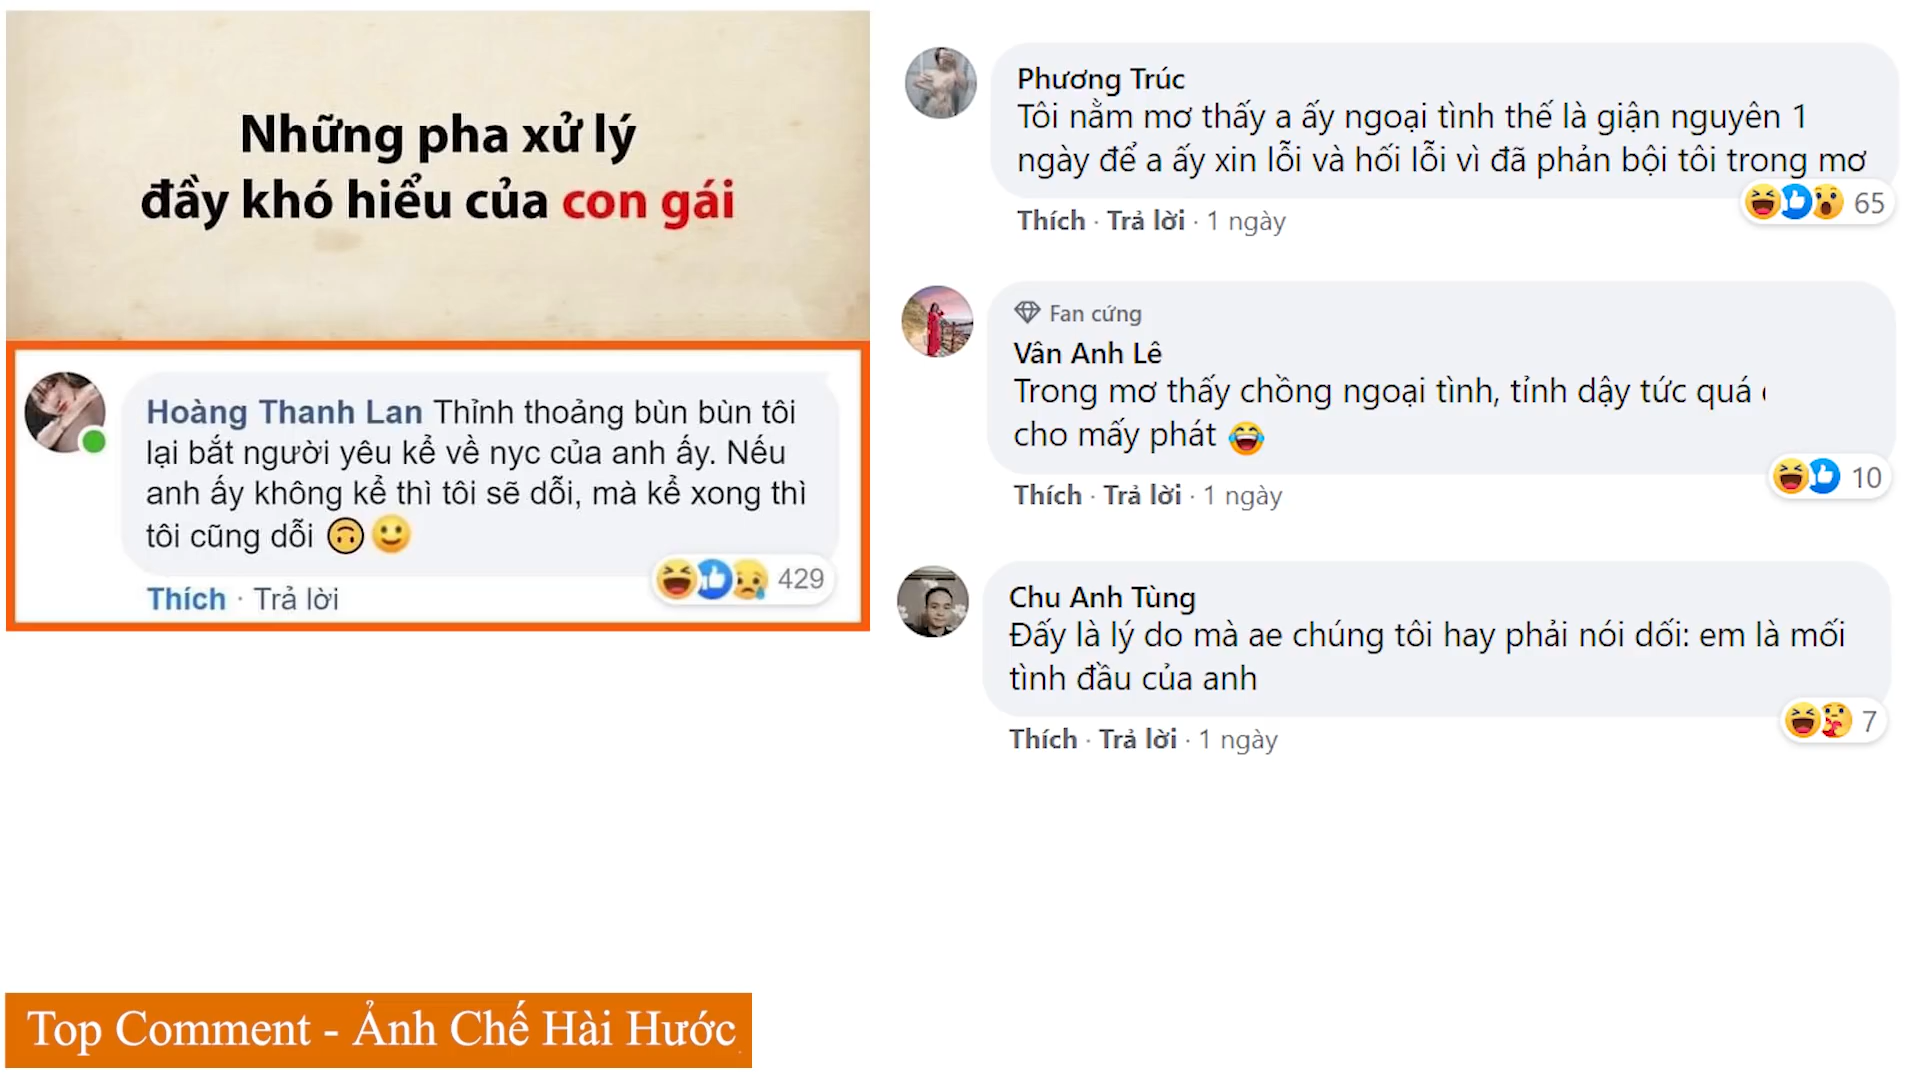 Những pha xử lý
đầy khó hiểu của con gái
Hoàng Thanh Lan Thỉnh thoảng bùn bùn tôi
lại bắt người yêu kể về nyc của anh ấy. Nếu
anh ấy không kể thì tôi sẽ dỗi, mà kể xong thì
tôi cũng dỗi 🙃 🙂
429
Thích · Trả lời
Phương Trúc
Tôi nằm mơ thấy a ấy ngoại tình thế là giận nguyên 1
ngày để a ấy xin lỗi và hối lỗi vì đã phản bội tôi trong mơ
65
Thích · Trả lời · 1 ngày
Fan cứng
Vân Anh Lê
Trong mơ thấy chồng ngoại tình, tỉnh dậy tức quá
cho mấy phát 😂
10
Thích · Trả lời · 1 ngày
Chu Anh Tùng
Đấy là lý do mà ae chúng tôi hay phải nói dối: em là mối
tình đầu của anh
7
Thích · Trả lời · 1 ngày
Top Comment - Ảnh Chế Hài Hước